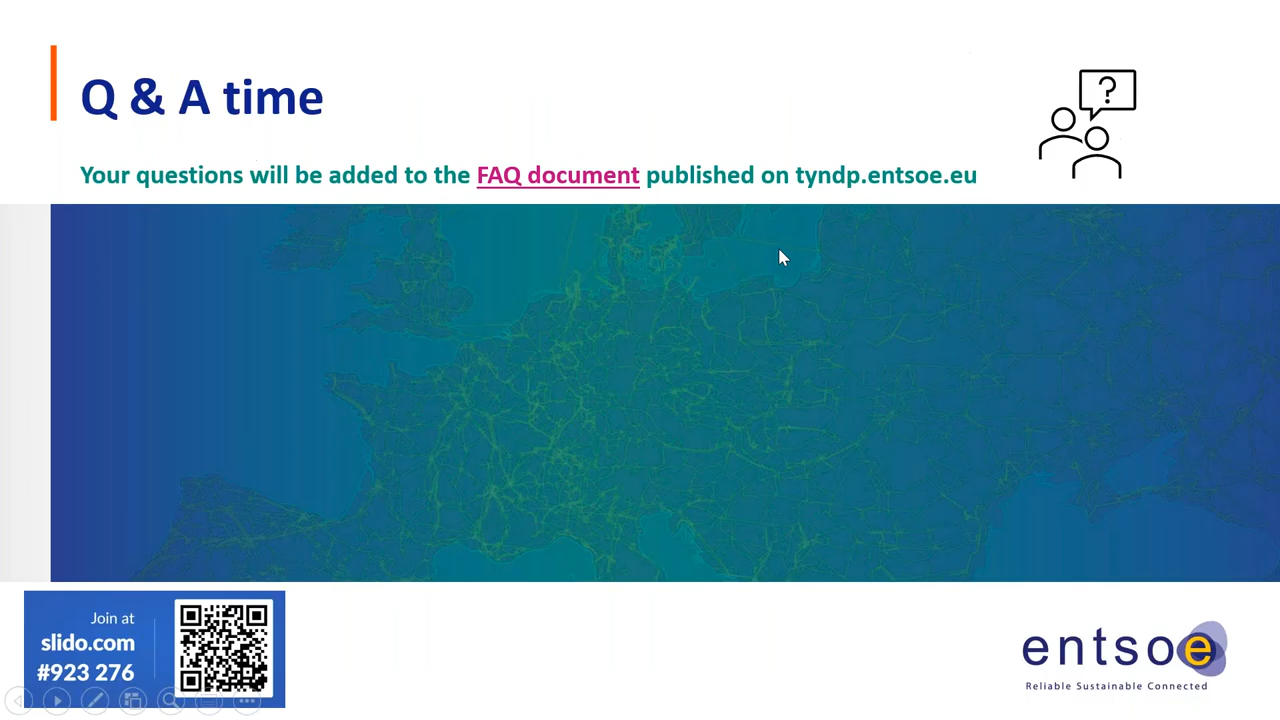 Q & A time
?
Your questions will be added to the FAQ document published on tyndp.entsoe.eu
Join at
slido.com
#923 276
entsoe
Reliable Sustainable Connected